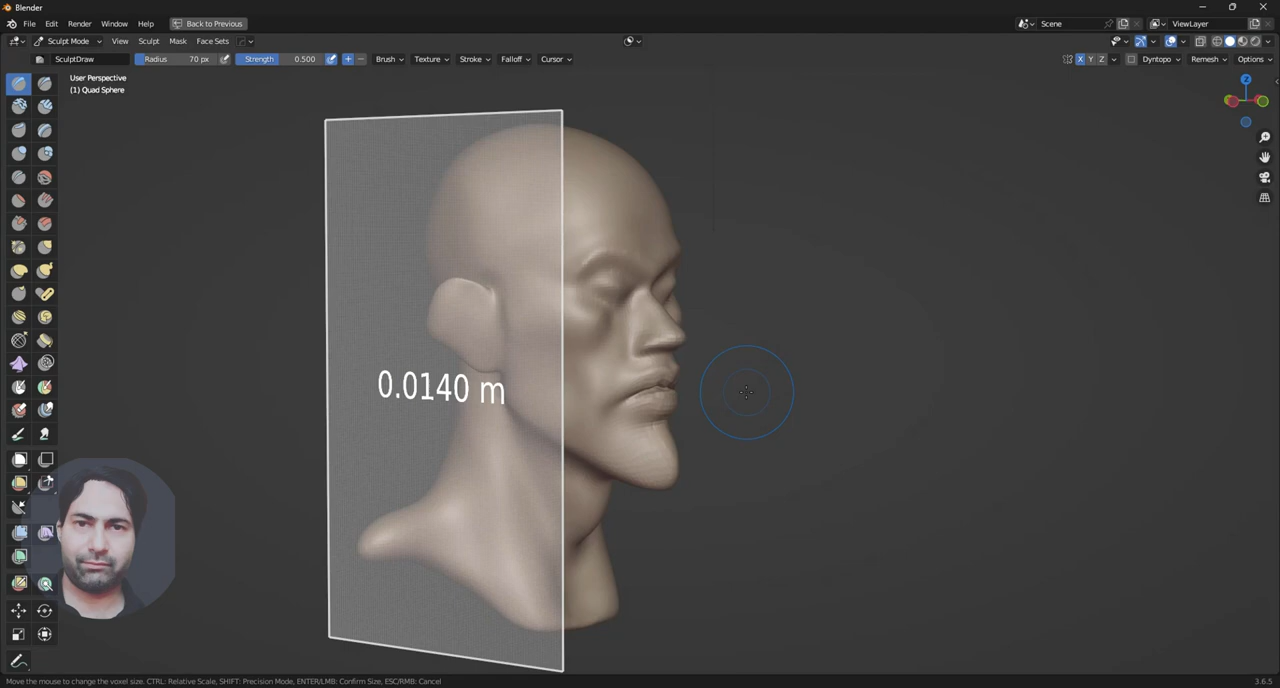 Blender
File Edit Render Window Help Back to Previous Scene ViewLayer
Sculpt Mode View Sculpt Mask Face Sets
SculptDraw Radius 70 px Strength 0.500 Brush Texture Stroke Falloff Cursor X Y Z Dyntopo Remesh Options
User Perspective
(1) Quad Sphere
Z
0.0140 m
Move the mouse to change the voxel size. CTRL: Relative Scale, SHIFT: Precision Mode, ENTER/LMB: Confirm Size, ESC/RMB: Cancel
3.6.5